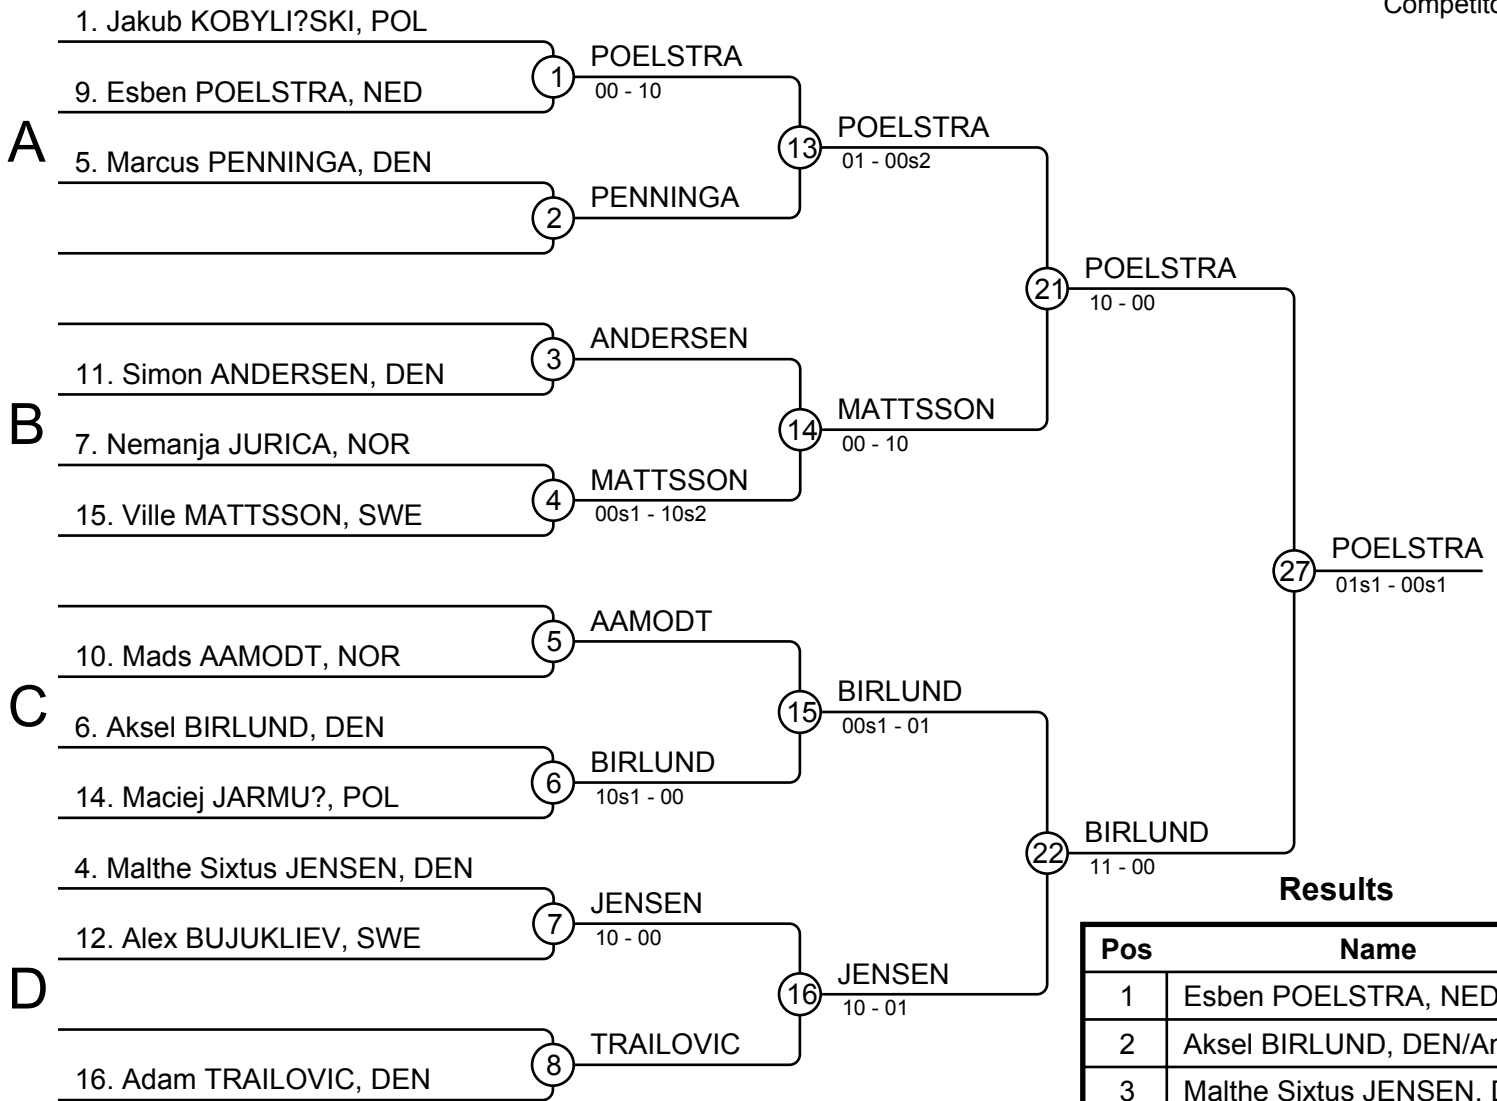 Competito
1. Jakub KOBYLI?SKI, POL
POELSTRA
1
00 - 10
9. Esben POELSTRA, NED
A
POELSTRA
13
01 - 00s2
5. Marcus PENNINGA, DEN
PENNINGA
2
POELSTRA
21
10 - 00
ANDERSEN
3
11. Simon ANDERSEN, DEN
B
MATTSSON
14
00 - 10
7. Nemanja JURICA, NOR
MATTSSON
4
00s1 - 10s2
15. Ville MATTSSON, SWE
POELSTRA
27
01s1 - 00s1
AAMODT
5
10. Mads AAMODT, NOR
C
BIRLUND
15
00s1 - 01
6. Aksel BIRLUND, DEN
BIRLUND
6
10s1 - 00
14. Maciej JARMU?, POL
BIRLUND
22
11 - 00
4. Malthe Sixtus JENSEN, DEN
JENSEN
7
10 - 00
12. Alex BUJUKLIEV, SWE
D
JENSEN
16
10 - 01
TRAILOVIC
8
16. Adam TRAILOVIC, DEN
Results
Pos Name
1 Esben POELSTRA, NED
2 Aksel BIRLUND, DEN/Ar
3 Malthe Sixtus JENSEN, D